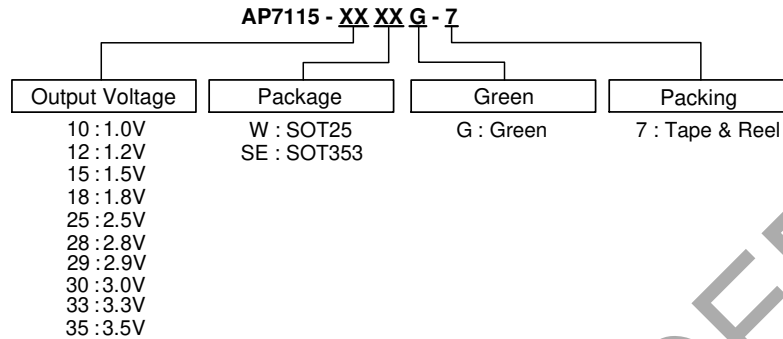 AP7115 - XX XX G - 7
Output Voltage
10 : 1.0V
12 : 1.2V
15 : 1.5V
18 : 1.8V
25 : 2.5V
28 : 2.8V
29 : 2.9V
30 : 3.0V
33 : 3.3V
35 : 3.5V
Package
W : SOT25
SE : SOT353
Green
G : Green
Packing
7 : Tape & Reel